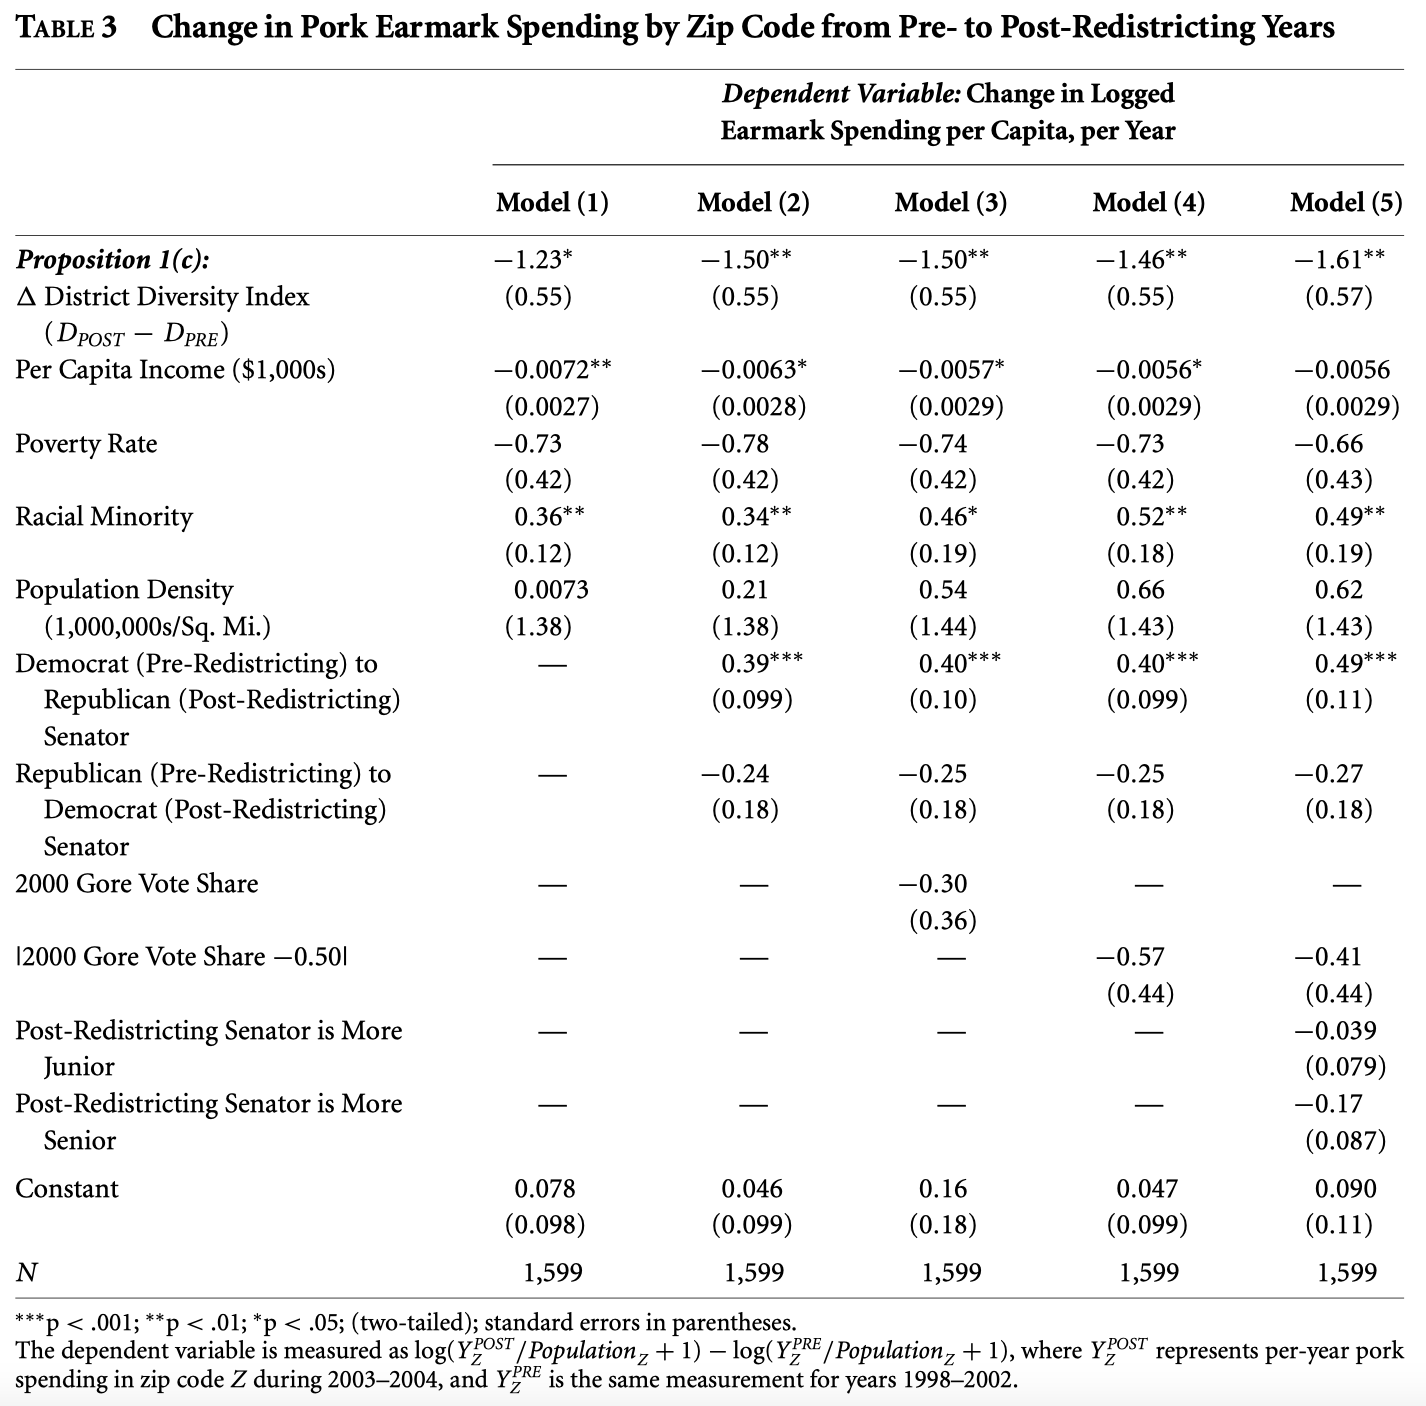 TABLE 3 Change in Pork Earmark Spending by Zip Code from Pre- to Post-Redistricting Years
Dependent Variable: Change in Logged
Earmark Spending per Capita, per Year
Model (1) Model (2) Model (3) Model (4) Model (5)
Proposition 1(c): −1.23* −1.50** −1.50** −1.46** −1.61**
Δ District Diversity Index (0.55) (0.55) (0.55) (0.55) (0.57)
(D_POST − D_PRE)
Per Capita Income ($1,000s) −0.0072** −0.0063* −0.0057* −0.0056* −0.0056
(0.0027) (0.0028) (0.0029) (0.0029) (0.0029)
Poverty Rate −0.73 −0.78 −0.74 −0.73 −0.66
(0.42) (0.42) (0.42) (0.42) (0.43)
Racial Minority 0.36** 0.34** 0.46* 0.52** 0.49**
(0.12) (0.12) (0.19) (0.18) (0.19)
Population Density 0.0073 0.21 0.54 0.66 0.62
(1,000,000s/Sq. Mi.) (1.38) (1.38) (1.44) (1.43) (1.43)
Democrat (Pre-Redistricting) to — 0.39*** 0.40*** 0.40*** 0.49***
Republican (Post-Redistricting) (0.099) (0.10) (0.099) (0.11)
Senator
Republican (Pre-Redistricting) to — −0.24 −0.25 −0.25 −0.27
Democrat (Post-Redistricting) (0.18) (0.18) (0.18) (0.18)
Senator
2000 Gore Vote Share — — −0.30 — —
(0.36)
|2000 Gore Vote Share −0.50| — — — −0.57 −0.41
(0.44) (0.44)
Post-Redistricting Senator is More — — — — −0.039
Junior (0.079)
Post-Redistricting Senator is More — — — — −0.17
Senior (0.087)
Constant 0.078 0.046 0.16 0.047 0.090
(0.098) (0.099) (0.18) (0.099) (0.11)
N 1,599 1,599 1,599 1,599 1,599
***p < .001; **p < .01; *p < .05; (two-tailed); standard errors in parentheses.
The dependent variable is measured as log(Y_Z^POST/Population_Z + 1) − log(Y_Z^PRE/Population_Z + 1), where Y_Z^POST represents per-year pork
spending in zip code Z during 2003–2004, and Y_Z^PRE is the same measurement for years 1998–2002.